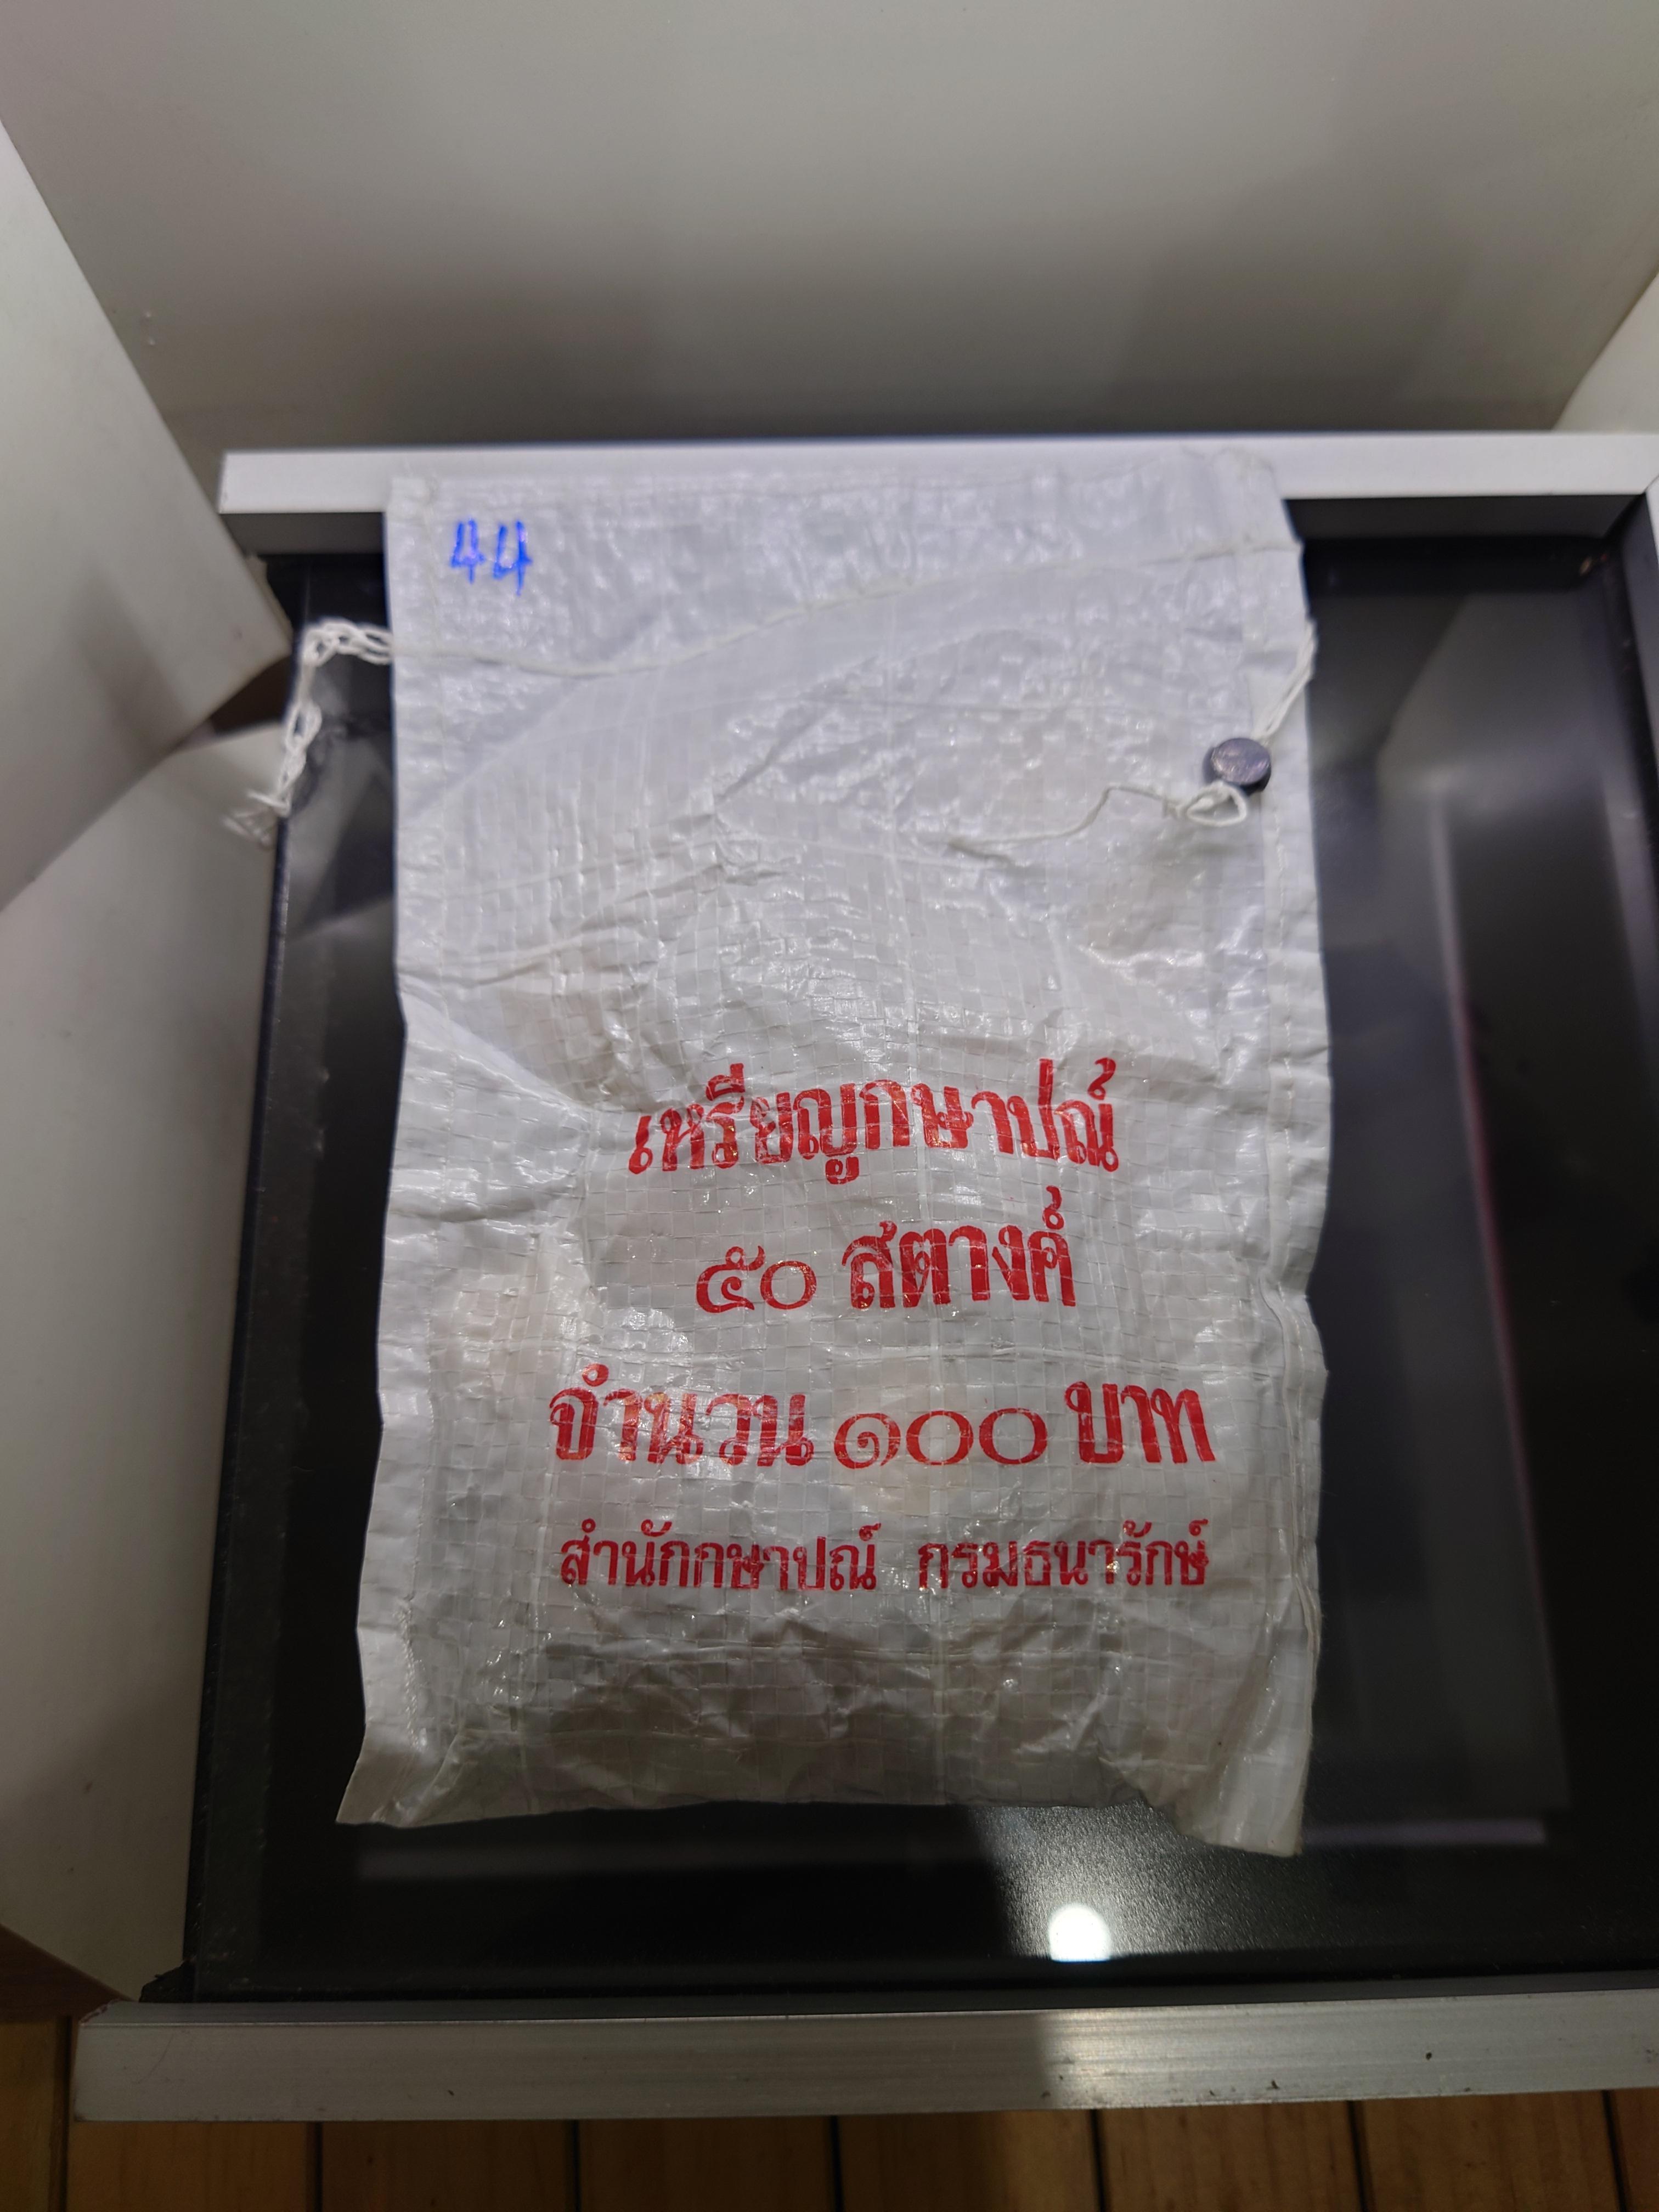 44
เหรียญกษาปณ์
๕๐ สตางค์
จำนวน ๑๐๐ บาท
สำนักกษาปณ์ กรมธนารักษ์